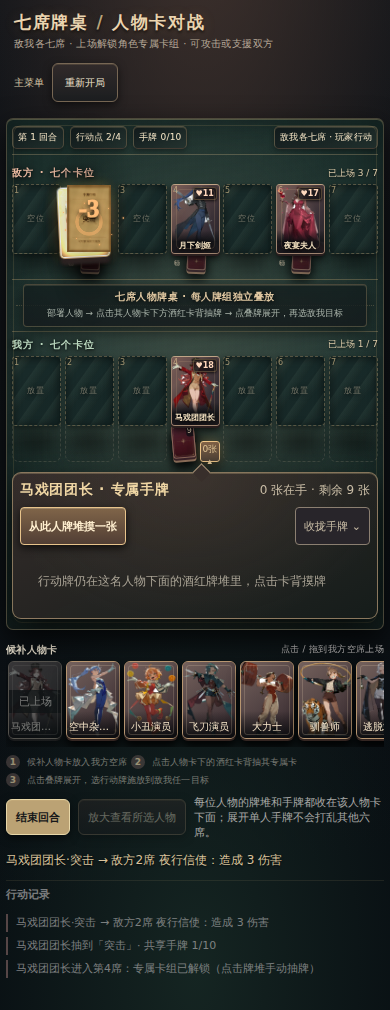 七席牌桌 / 人物卡对战
敌我各七席 · 上场解锁角色专属卡组 · 可攻击或支援双方
主菜单
重新开局
第 1 回合
行动点 2/4
手牌 0/10
敌我各七席 · 玩家行动
敌方 · 七个卡位
已上场 3 / 7
1
空位
-3
3
空位
4
♥11
月下剑姬
5
空位
6
♥17
夜宴夫人
7
空位
七席人物牌桌 · 每人牌组独立叠放
部署人物 → 点击其人物卡下方酒红卡背抽牌 → 点叠牌展开，再选敌我目标
我方 · 七个卡位
已上场 1 / 7
1
放置
2
放置
3
放置
♥18
马戏团团长
5
放置
6
放置
7
放置
9
0张
马戏团团长 · 专属手牌
0 张在手 · 剩余 9 张
从此人牌堆摸一张
收拢手牌 ⌄
行动牌仍在这名人物下面的酒红牌堆里，点击卡背摸牌
候补人物卡
点击 / 拖到我方空席上场
已上场
马戏团…
空中杂…
小丑演员
飞刀演员
大力士
驯兽师
逃脱
1 候补人物卡放入我方空席 2 点击人物卡下的酒红卡背抽其专属卡
3 点击叠牌展开，选行动牌施放到敌我任一目标
结束回合
放大查看所选人物
每位人物的牌堆和手牌都收在该人物卡
下面；展开单人手牌不会打乱其他六
席。
马戏团团长·突击 → 敌方2席 夜行信使：造成 3 伤害
行动记录
马戏团团长·突击 → 敌方2席 夜行信使：造成 3 伤害
马戏团团长抽到「突击」· 共享手牌 1/10
马戏团团长进入第4席：专属卡组已解锁（点击牌堆手动抽牌）